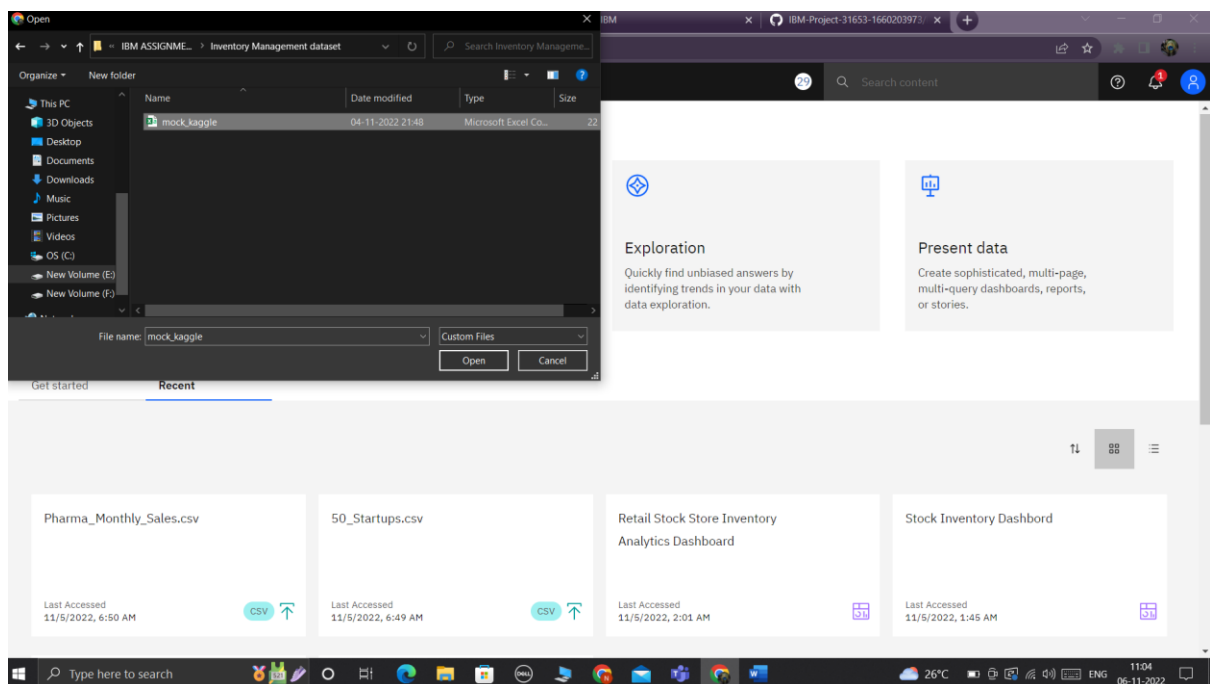 Open
IBM
IBM-Project-31653-1660203973/
« IBM ASSIGNME... › Inventory Management dataset
Search Inventory Manageme...
Organize
New folder
29
Search content
Name
Date modified
Type
Size
This PC
3D Objects
Desktop
Documents
Downloads
Music
Pictures
Videos
OS (C:)
New Volume (E:)
New Volume (F:)
mock_kaggle
04-11-2022 21:48
Microsoft Excel Co...
22
File name:
mock_kaggle
Custom Files
Open
Cancel
Exploration
Quickly find unbiased answers by
identifying trends in your data with
data exploration.
Present data
Create sophisticated, multi-page,
multi-query dashboards, reports,
or stories.
Get started
Recent
Pharma_Monthly_Sales.csv
Last Accessed
11/5/2022, 6:50 AM
CSV
50_Startups.csv
Last Accessed
11/5/2022, 6:49 AM
CSV
Retail Stock Store Inventory
Analytics Dashboard
Last Accessed
11/5/2022, 2:01 AM
Stock Inventory Dashbord
Last Accessed
11/5/2022, 1:45 AM
Type here to search
DELL
26°C
ENG
11:04
06-11-2022